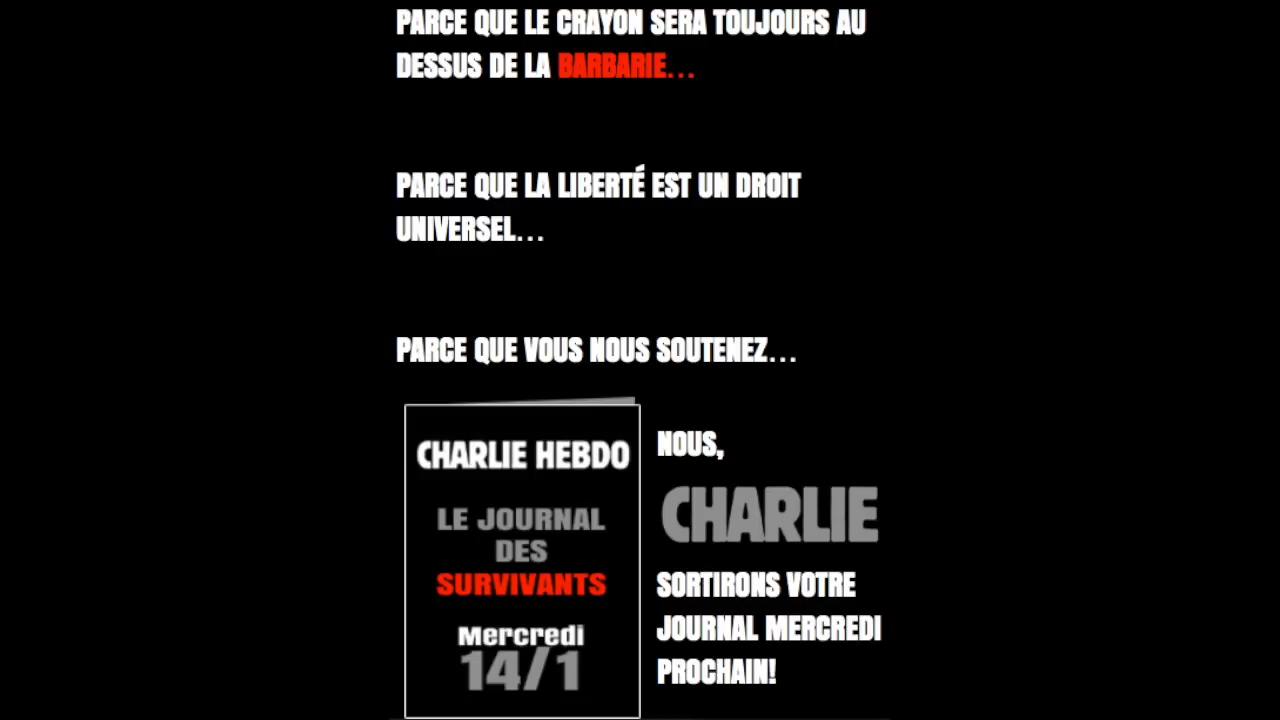 PARCE QUE LE CRAYON SERA TOUJOURS AU
DESSUS DE LA BARBARIE...
PARCE QUE LA LIBERTÉ EST UN DROIT
UNIVERSEL...
PARCE QUE VOUS NOUS SOUTENEZ...
CHARLIE HEBDO
LE JOURNAL
DES
SURVIVANTS
Mercredi
14/1
NOUS,
CHARLIE
SORTIRONS VOTRE
JOURNAL MERCREDI
PROCHAIN!